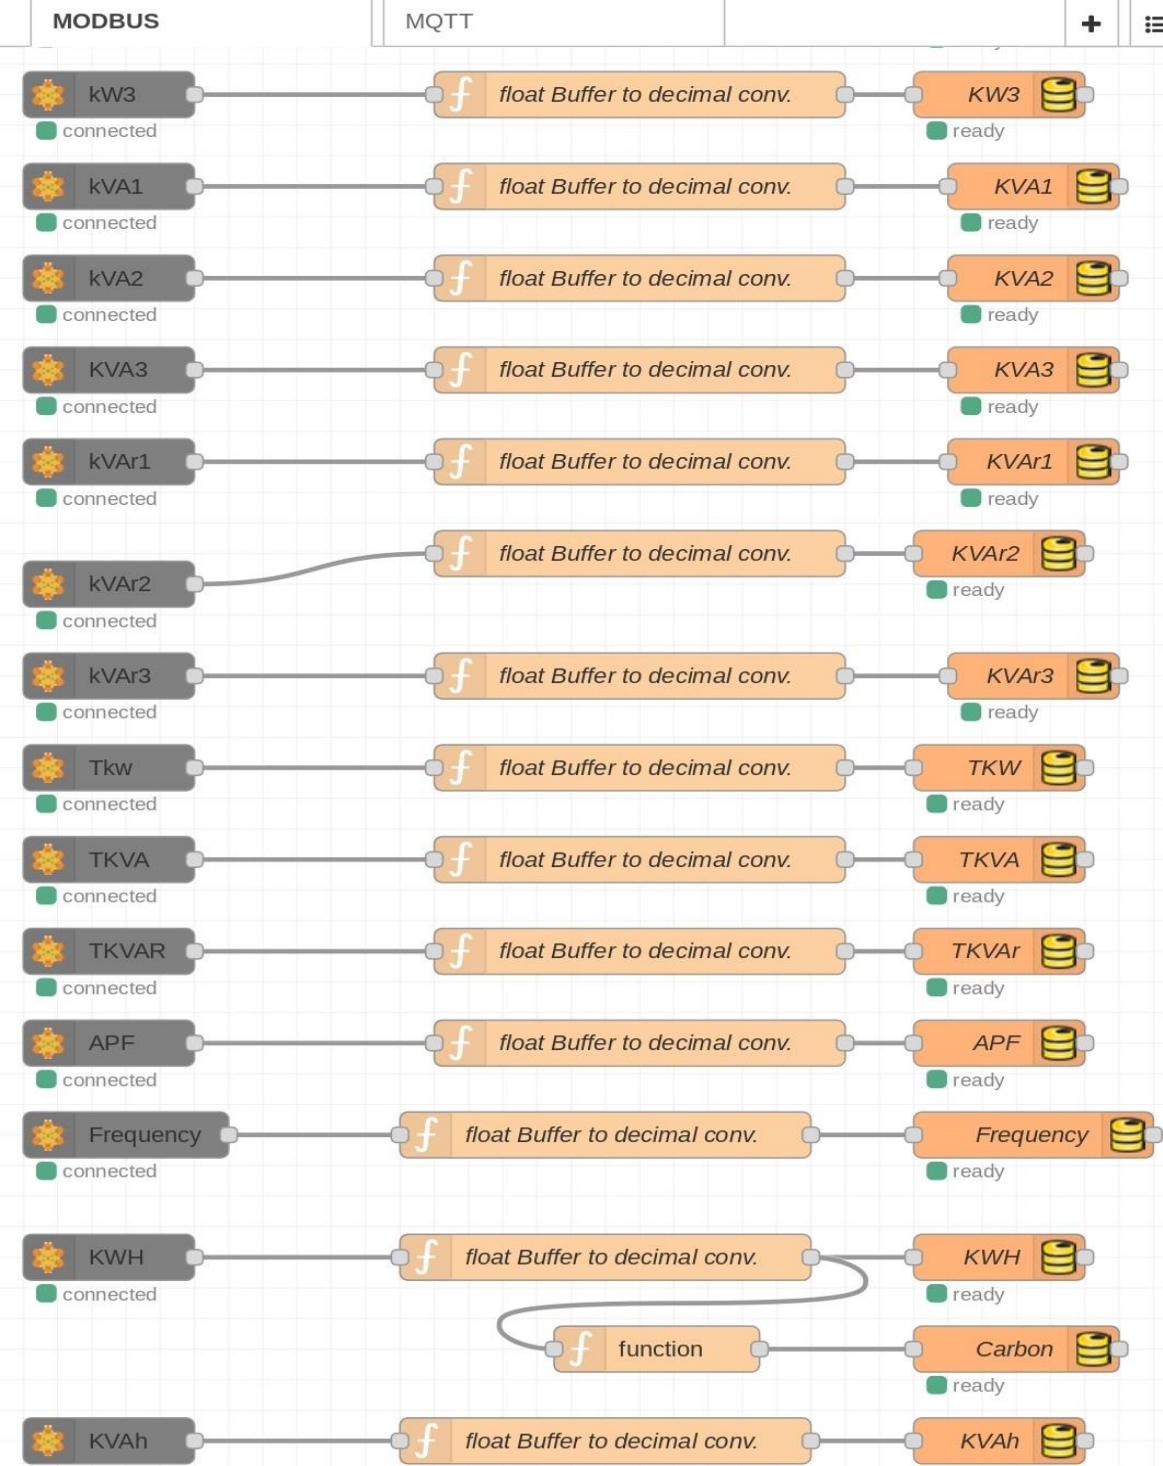 MODBUS MQTT
ready
kW3 float Buffer to decimal conv. KW3
connected ready
kVA1 float Buffer to decimal conv. KVA1
connected ready
kVA2 float Buffer to decimal conv. KVA2
connected ready
KVA3 float Buffer to decimal conv. KVA3
connected ready
kVAr1 float Buffer to decimal conv. KVAr1
connected ready
float Buffer to decimal conv. KVAr2
kVAr2 ready
connected
kVAr3 float Buffer to decimal conv. KVAr3
connected ready
Tkw float Buffer to decimal conv. TKW
connected ready
TKVA float Buffer to decimal conv. TKVA
connected ready
TKVAR float Buffer to decimal conv. TKVAr
connected ready
APF float Buffer to decimal conv. APF
connected ready
Frequency float Buffer to decimal conv. Frequency
connected ready
KWH float Buffer to decimal conv. KWH
connected ready
function Carbon
ready
KVAh float Buffer to decimal conv. KVAh